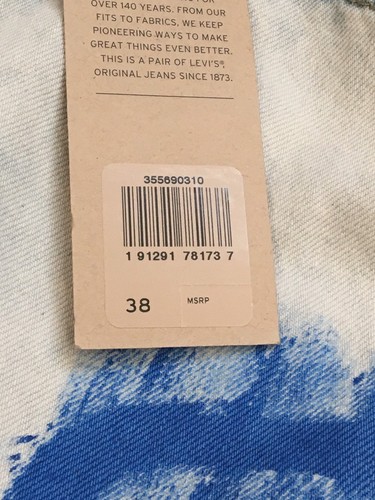 OVER 140 YEARS. FROM OUR
FITS TO FABRICS, WE KEEP
PIONEERING WAYS TO MAKE
GREAT THINGS EVEN BETTER.
THIS IS A PAIR OF LEVI'S®
ORIGINAL JEANS SINCE 1873.
355690310
1 91291 78173 7
38
MSRP